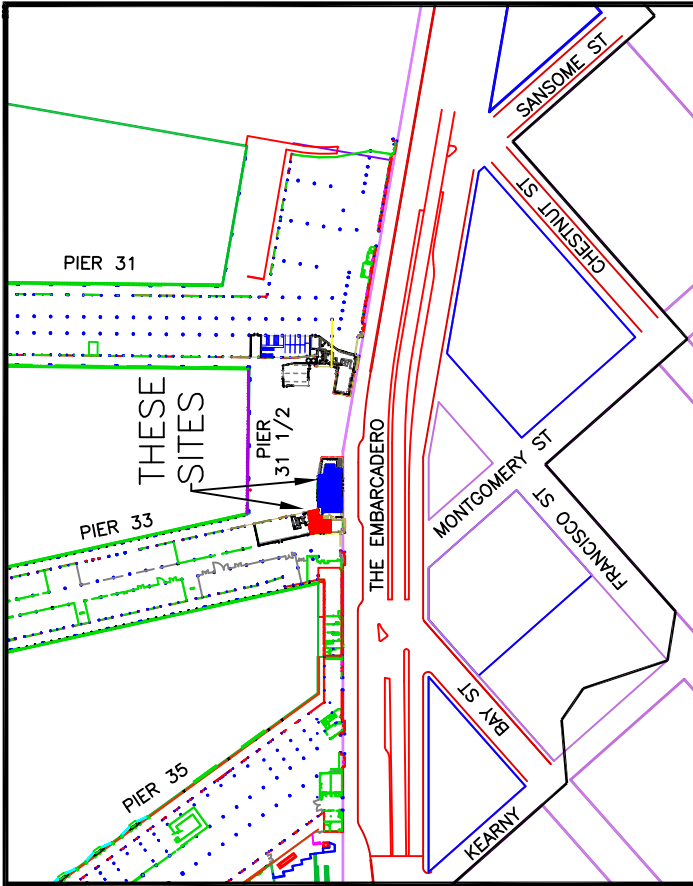 SANSOME ST
CHESTNUT ST
PIER 31
THESE
SITES
PIER
31 1/2
THE EMBARCADERO
MONTGOMERY ST
FRANCISCO ST
PIER 33
BAY ST
PIER 35
KEARNY